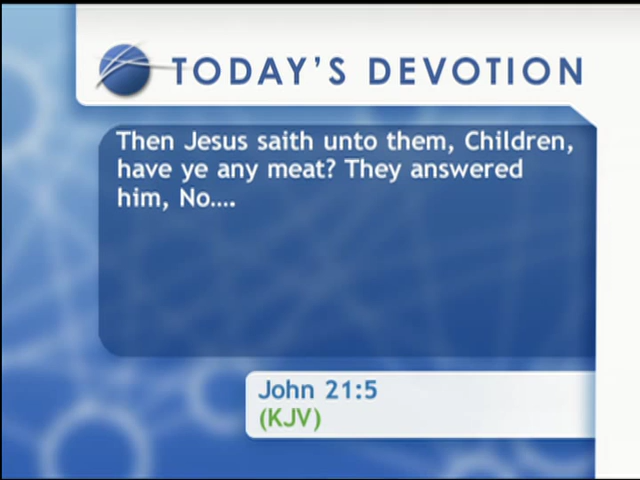 TODAY'S DEVOTION
Then Jesus saith unto them, Children,
have ye any meat? They answered
him, No....
John 21:5
(KJV)